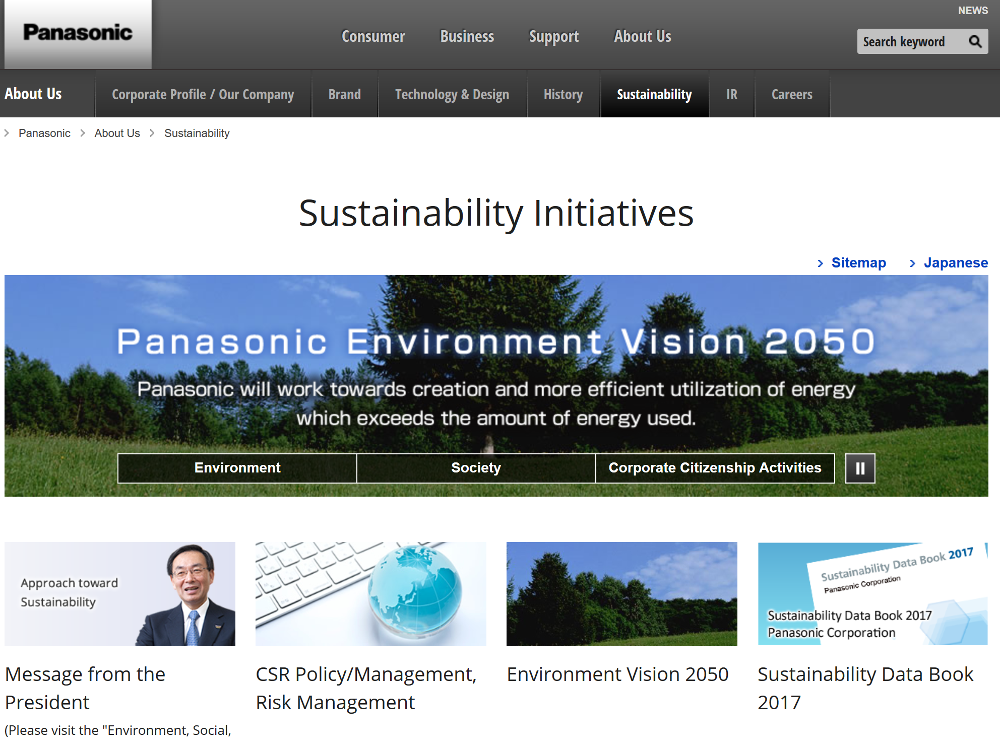 Panasonic
Consumer Business Support About Us
NEWS
Search keyword
About Us Corporate Profile / Our Company Brand Technology & Design History Sustainability IR Careers
Panasonic About Us Sustainability
Sustainability Initiatives
Sitemap Japanese
Panasonic Environment Vision 2050
Panasonic will work towards creation and more efficient utilization of energy
which exceeds the amount of energy used.
Environment Society Corporate Citizenship Activities
Approach toward
Sustainability
Sustainability Data Book 2017
Panasonic Corporation
Sustainability Data Book 2017
Panasonic Corporation
Message from the
President
(Please visit the "Environment, Social,
CSR Policy/Management,
Risk Management
Environment Vision 2050
Sustainability Data Book
2017